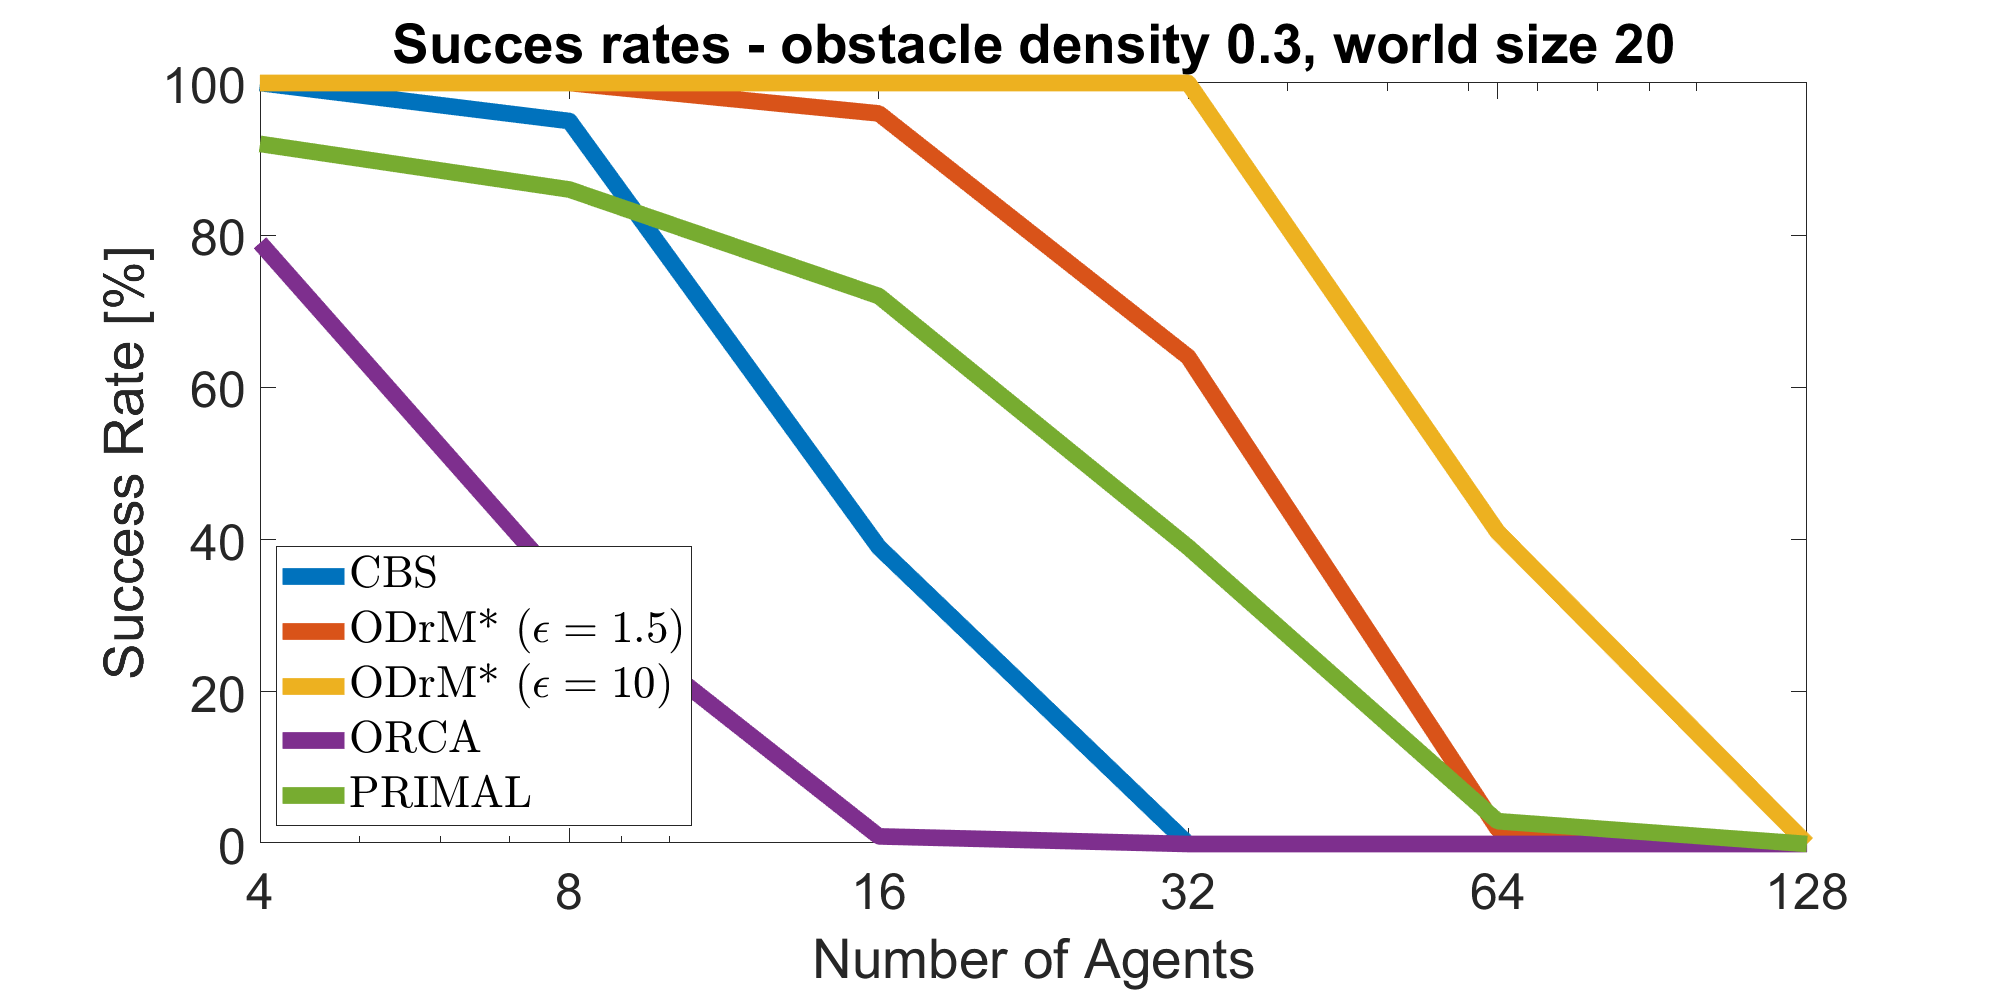 Succes rates - obstacle density 0.3, world size 20
Success Rate [%]
100
80
60
40
20
0
CBS
ODrM* (ϵ = 1.5)
ODrM* (ϵ = 10)
ORCA
PRIMAL
4 8 16 32 64 128
Number of Agents